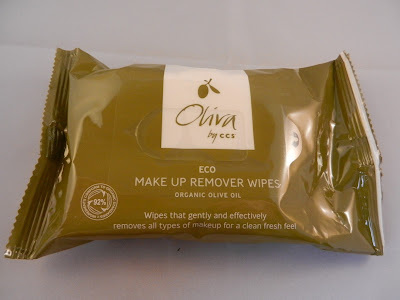 Oliva
by ccs
ECO
MAKE UP REMOVER WIPES
ORGANIC OLIVE OIL
92%
Wipes that gently and effectively
removes all types of makeup for a clean fresh feel